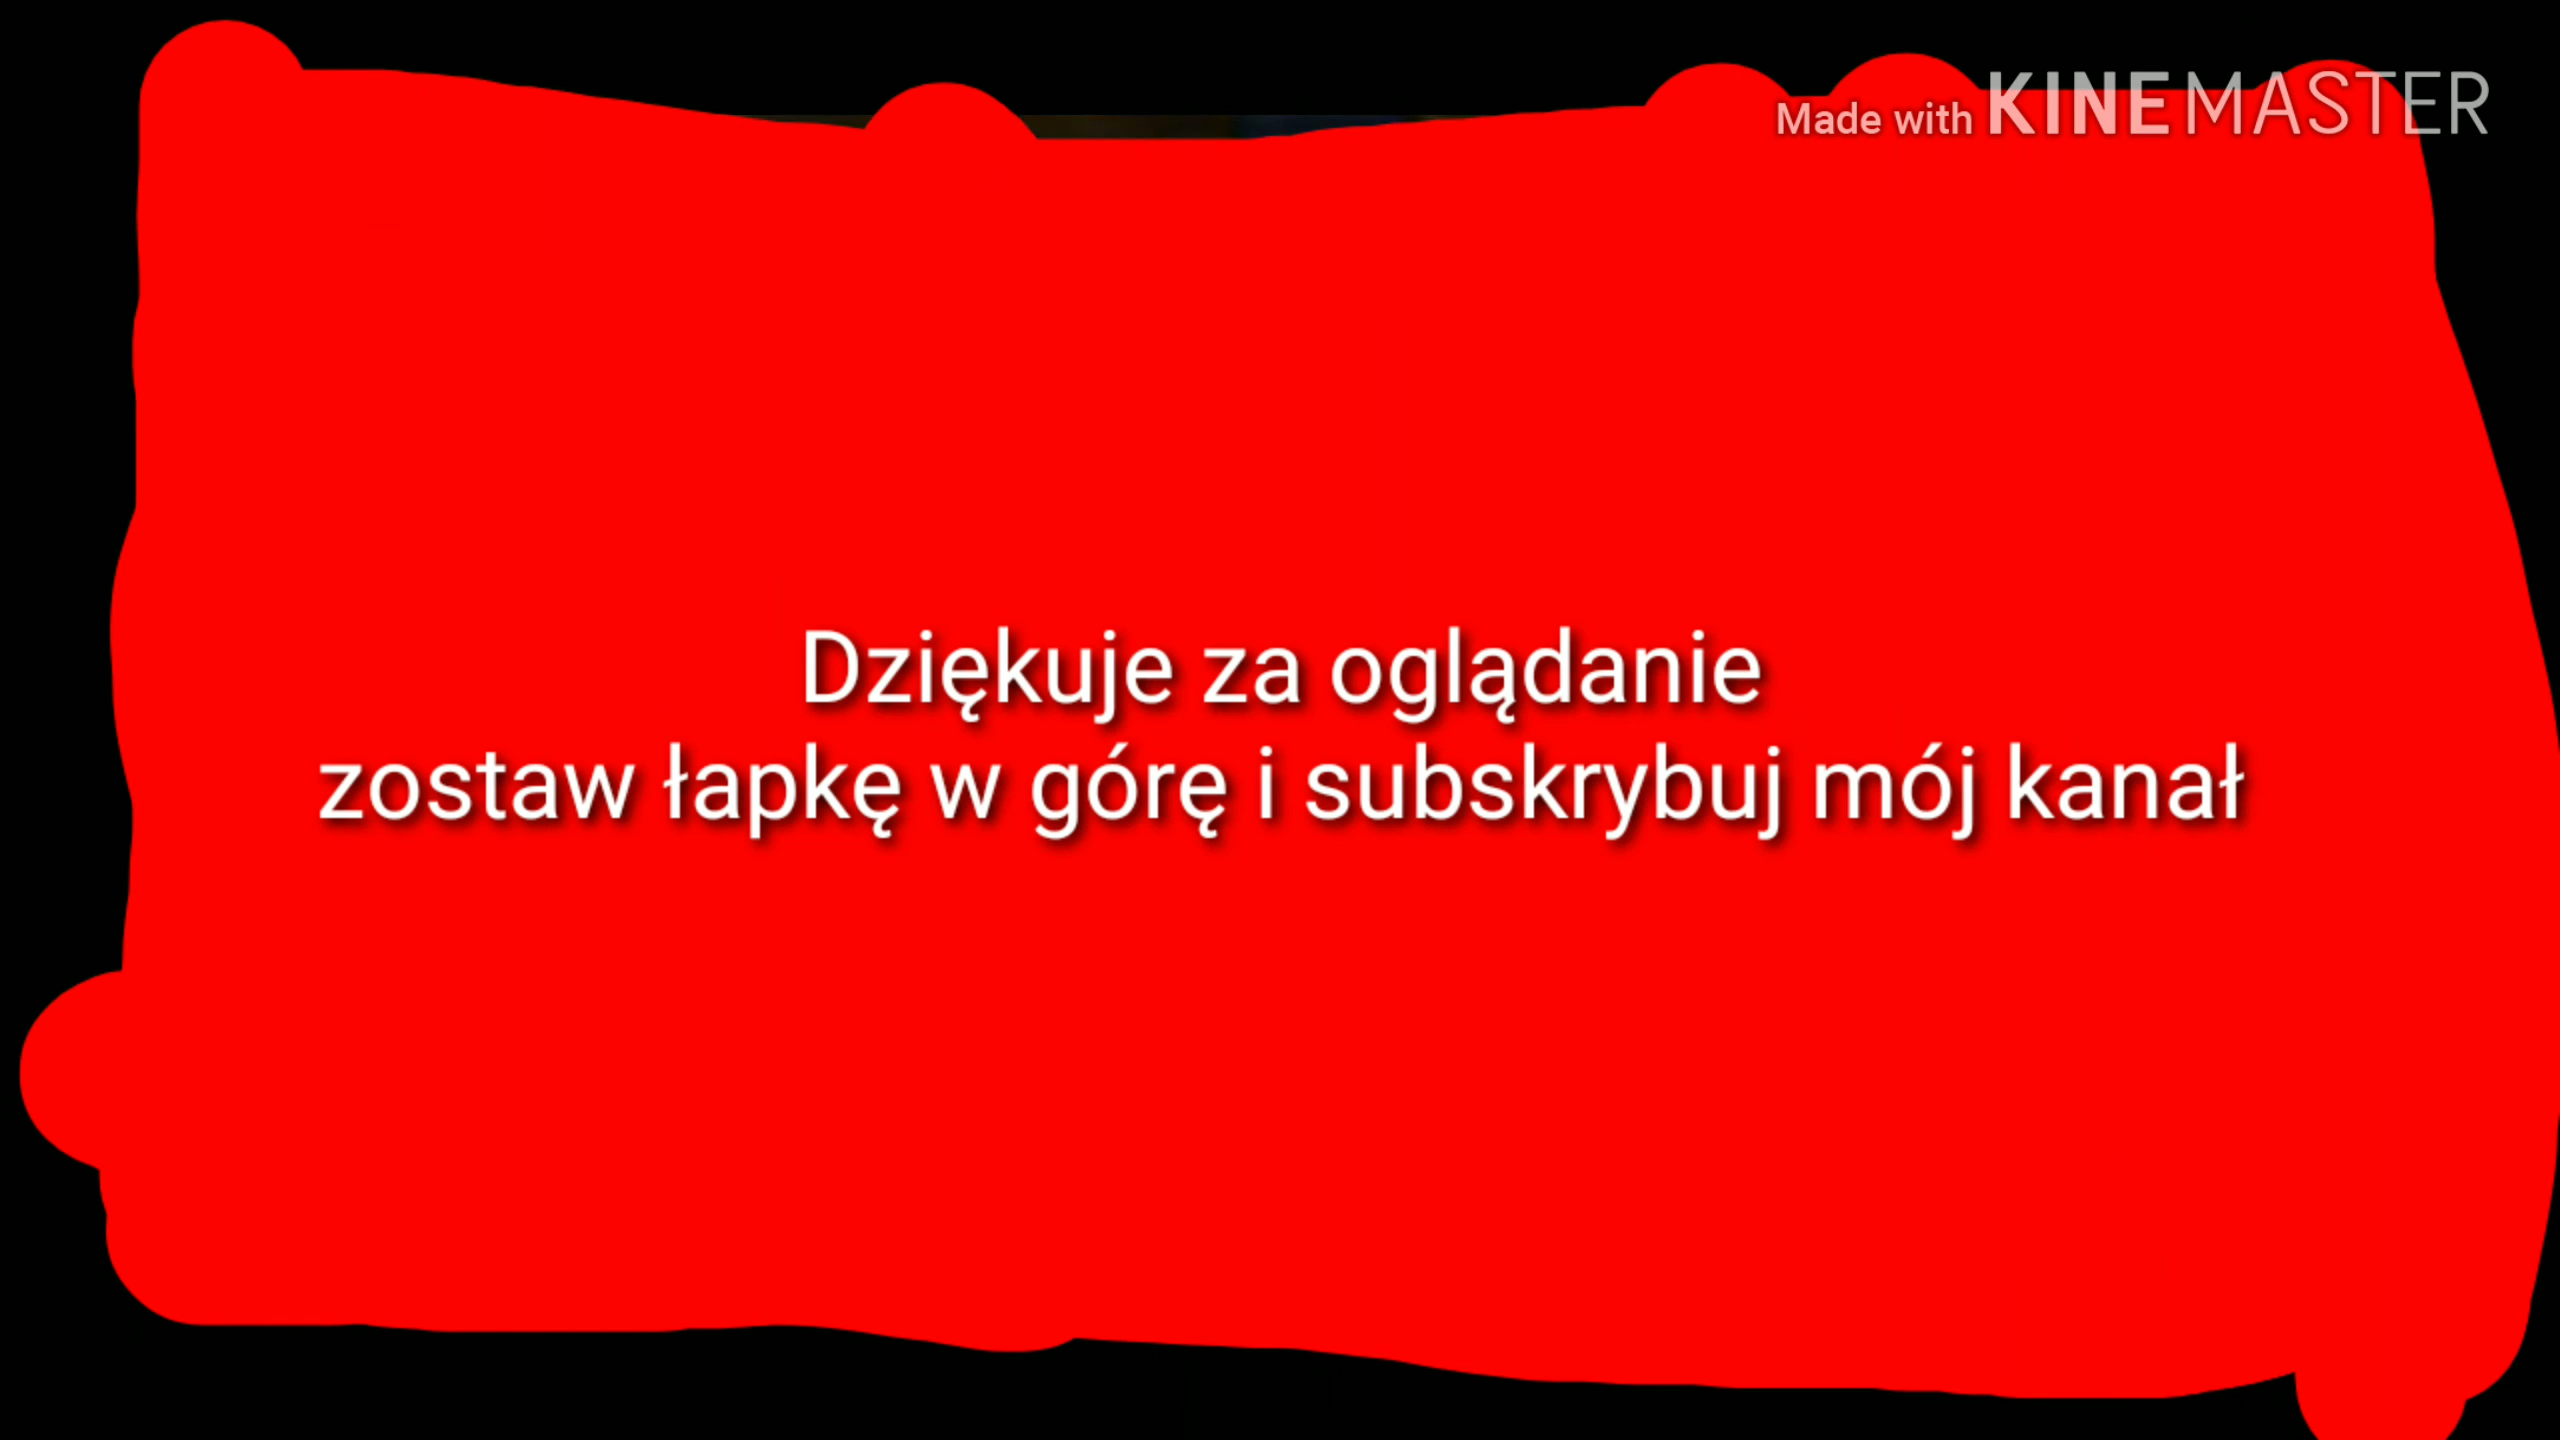 Made with KINEMASTER
Dziękuje za oglądanie
zostaw łapkę w górę i subskrybuj mój kanał